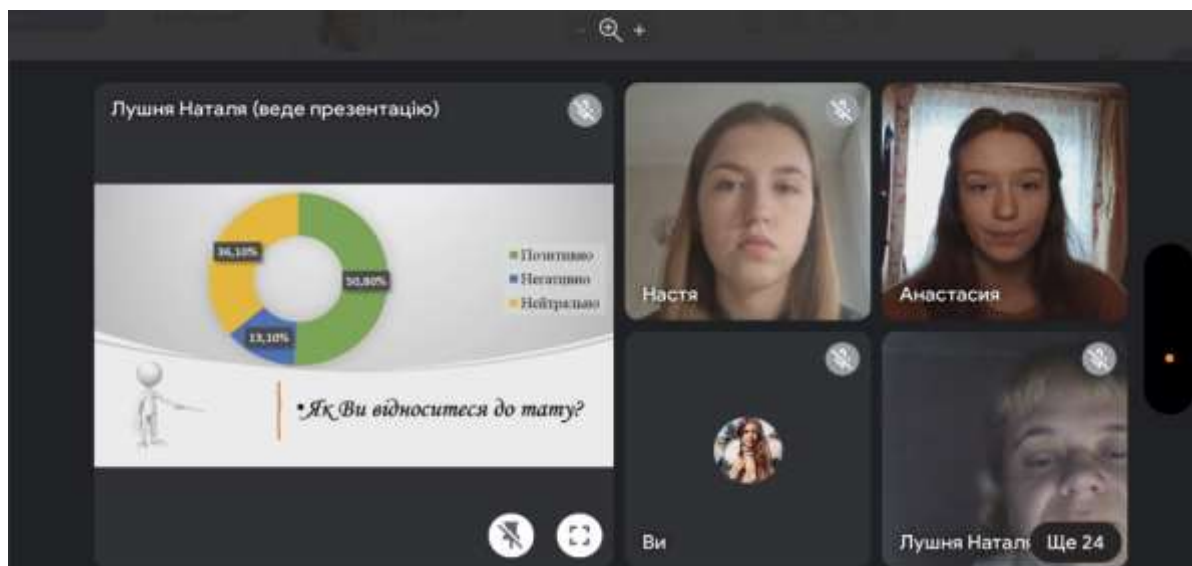 Лушня Наталя (веде презентацію)
36,10%
50,80%
13,10%
Позитивно
Негативно
Нейтрально
•Як Ви відноситеся до тату?
Настя
Анастасия
Ви
Лушня Наталя
Ще 24